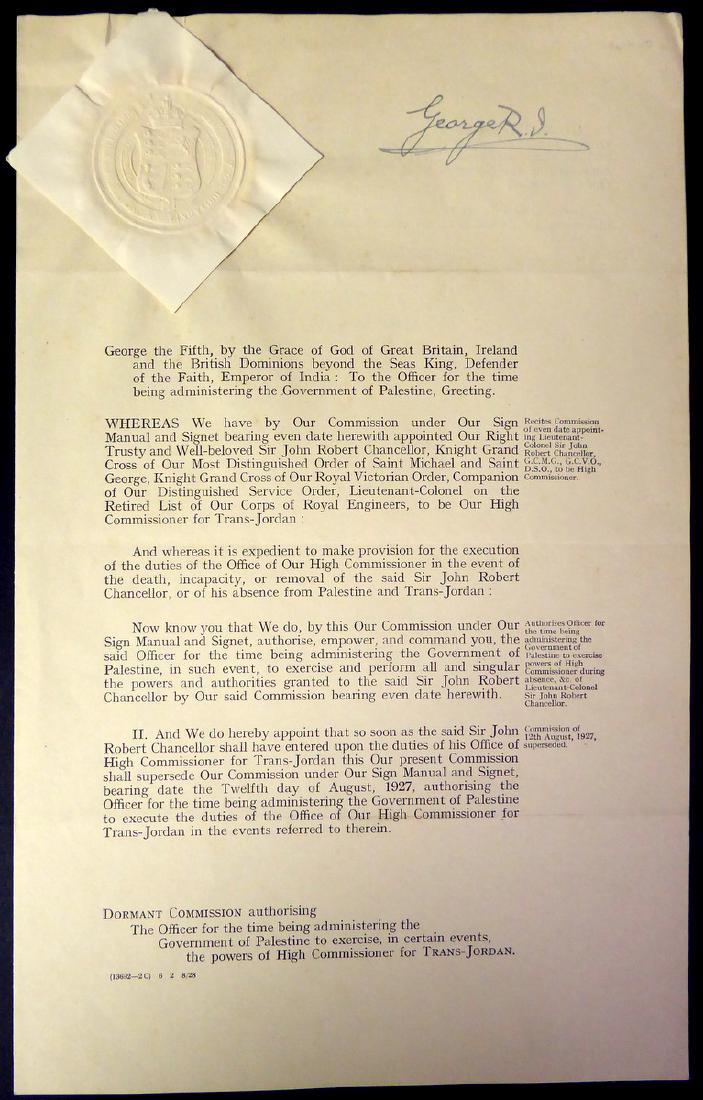 George R.I.
George the Fifth, by the Grace of God of Great Britain, Ireland
and the British Dominions beyond the Seas King, Defender
of the Faith, Emperor of India : To the Officer for the time
being administering the Government of Palestine, Greeting.
WHEREAS We have by Our Commission under Our Sign
Manual and Signet bearing even date herewith appointed Our Right
Trusty and Well-beloved Sir John Robert Chancellor, Knight Grand
Cross of Our Most Distinguished Order of Saint Michael and Saint
George, Knight Grand Cross of Our Royal Victorian Order, Companion
of Our Distinguished Service Order, Lieutenant-Colonel on the
Retired List of Our Corps of Royal Engineers, to be Our High
Commissioner for Trans-Jordan :
Recites Commission
of even date appoint-
ing Lieutenant-
Colonel Sir John
Robert Chancellor,
G.C.M.G., G.C.V.O.,
D.S.O., to be High
Commissioner.
And whereas it is expedient to make provision for the execution
of the duties of the Office of Our High Commissioner in the event of
the death, incapacity, or removal of the said Sir John Robert
Chancellor, or of his absence from Palestine and Trans-Jordan :
Now know you that We do, by this Our Commission under Our
Sign Manual and Signet, authorise, empower, and command you, the
said Officer for the time being administering the Government of
Palestine, in such event, to exercise and perform all and singular
the powers and authorities granted to the said Sir John Robert
Chancellor by Our said Commission bearing even date herewith.
Authorizes Officer for
the time being
administering the
Government of
Palestine to exercise
powers of High
Commissioner during
absence, &c. of
Lieutenant-Colonel
Sir John Robert
Chancellor.
II. And We do hereby appoint that so soon as the said Sir John
Robert Chancellor shall have entered upon the duties of his Office of
High Commissioner for Trans-Jordan this Our present Commission
shall supersede Our Commission under Our Sign Manual and Signet,
bearing date the Twelfth day of August, 1927, authorising the
Officer for the time being administering the Government of Palestine
to execute the duties of the Office of Our High Commissioner for
Trans-Jordan in the events referred to therein.
Commission of
12th August, 1927,
superseded.
DORMANT COMMISSION authorising
The Officer for the time being administering the
Government of Palestine to exercise, in certain events,
the powers of High Commissioner for TRANS-JORDAN.
(13692—2 C) 6 2 8/28